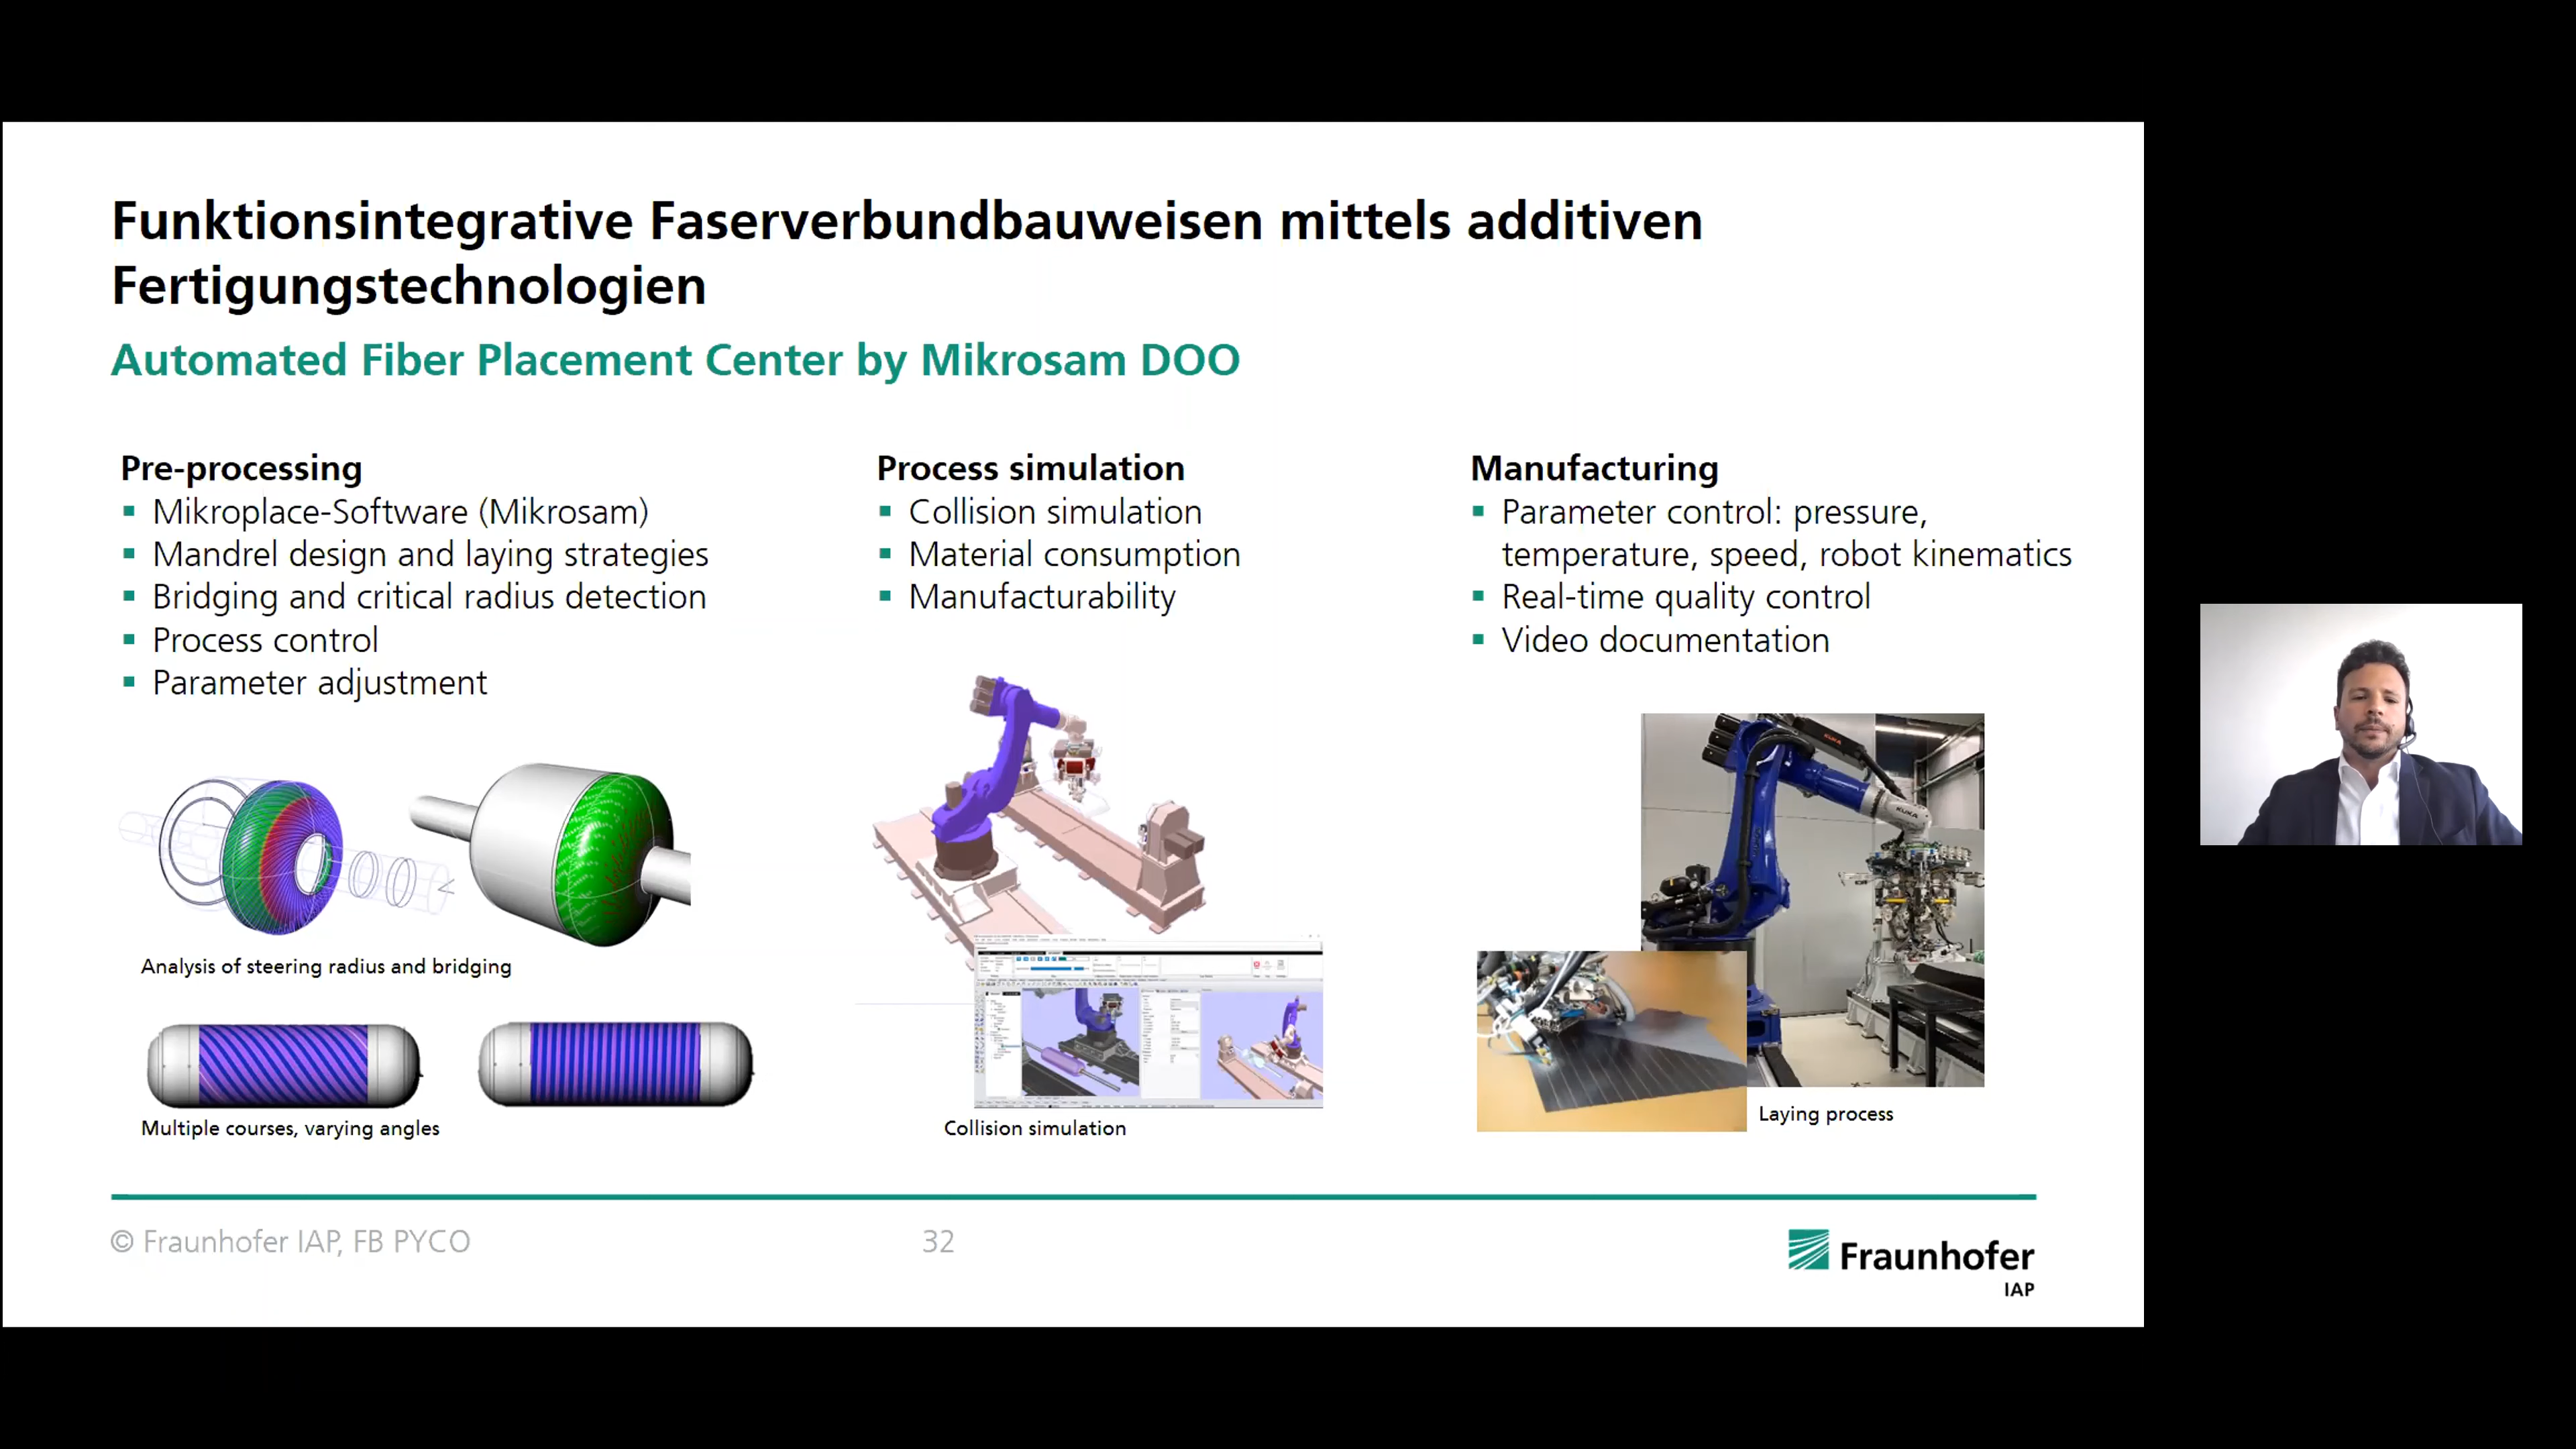 Funktionsintegrative Faserverbundbauweisen mittels additiven
Fertigungstechnologien
Automated Fiber Placement Center by Mikrosam DOO
Pre-processing
▪ Mikroplace-Software (Mikrosam)
▪ Mandrel design and laying strategies
▪ Bridging and critical radius detection
▪ Process control
▪ Parameter adjustment
Analysis of steering radius and bridging
Multiple courses, varying angles
Process simulation
▪ Collision simulation
▪ Material consumption
▪ Manufacturability
Collision simulation
Manufacturing
▪ Parameter control: pressure,
temperature, speed, robot kinematics
▪ Real-time quality control
▪ Video documentation
KUKA
KUKA
Laying process
© Fraunhofer IAP, FB PYCO
32
Fraunhofer
IAP